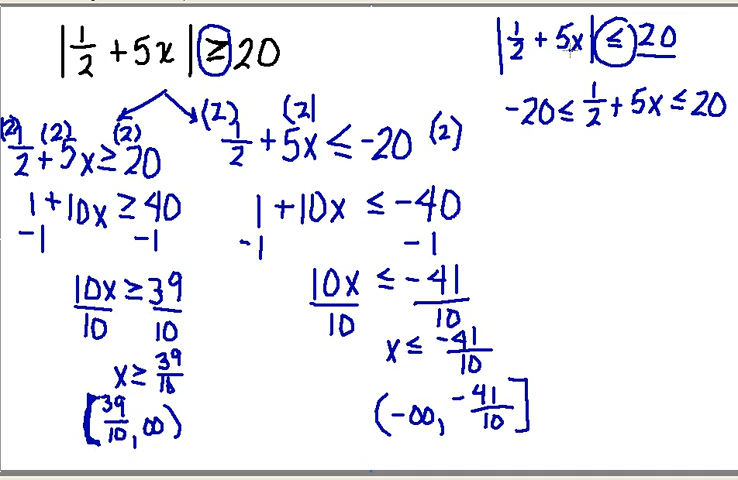 |1/2 + 5x| ≥ 20
(2) 1/2 + (2) 5x ≥ (2) 20
1 + 10x ≥ 40
-1 -1
10x ≥ 39
10 10
x ≥ 39/10
[39/10, ∞)
(2) 1/2 + (2) 5x ≤ -20 (2)
1 + 10x ≤ -40
-1 -1
10x ≤ -41
10 10
x ≤ -41/10
(-∞, -41/10]
|1/2 + 5x| ≤ 20
-20 ≤ 1/2 + 5x ≤ 20